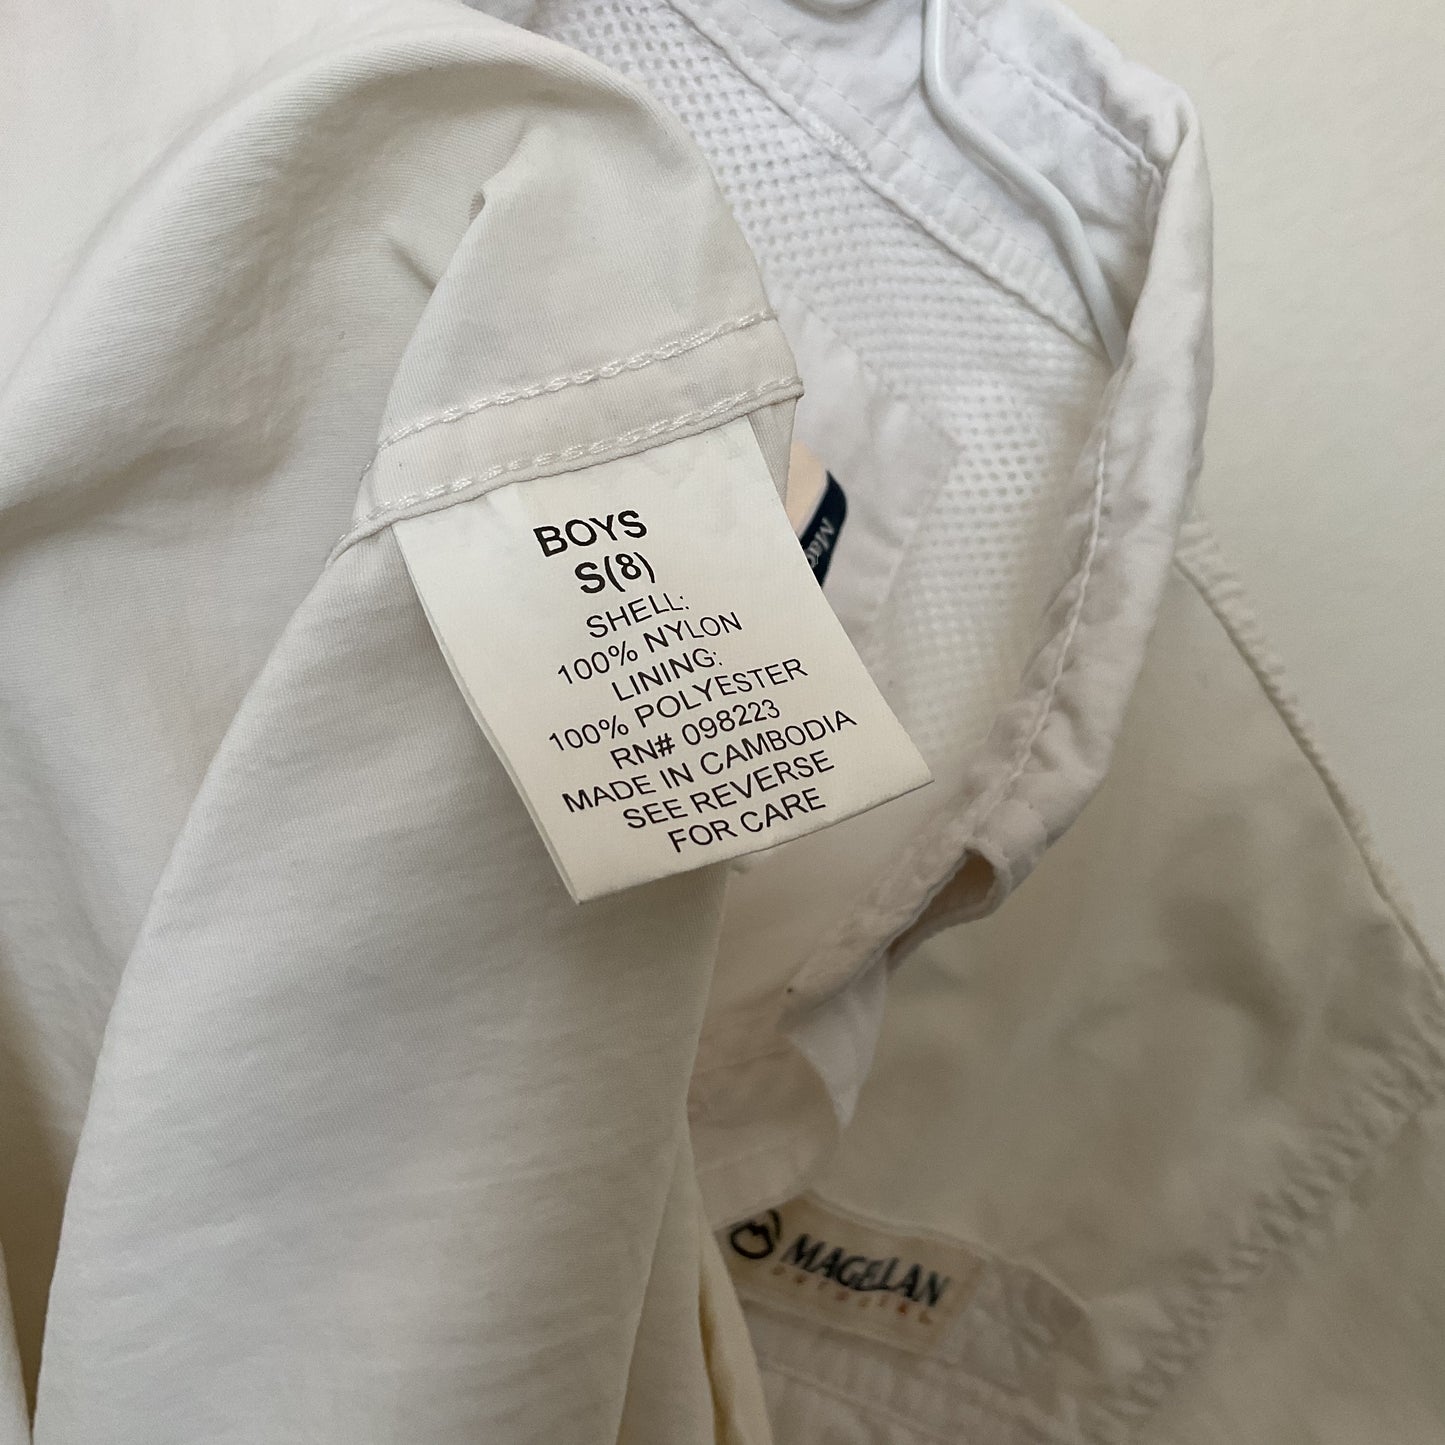 BOYS
S(8)
SHELL:
100% NYLON
LINING:
100% POLYESTER
RN# 098223
MADE IN CAMBODIA
SEE REVERSE
FOR CARE
MAGELLAN